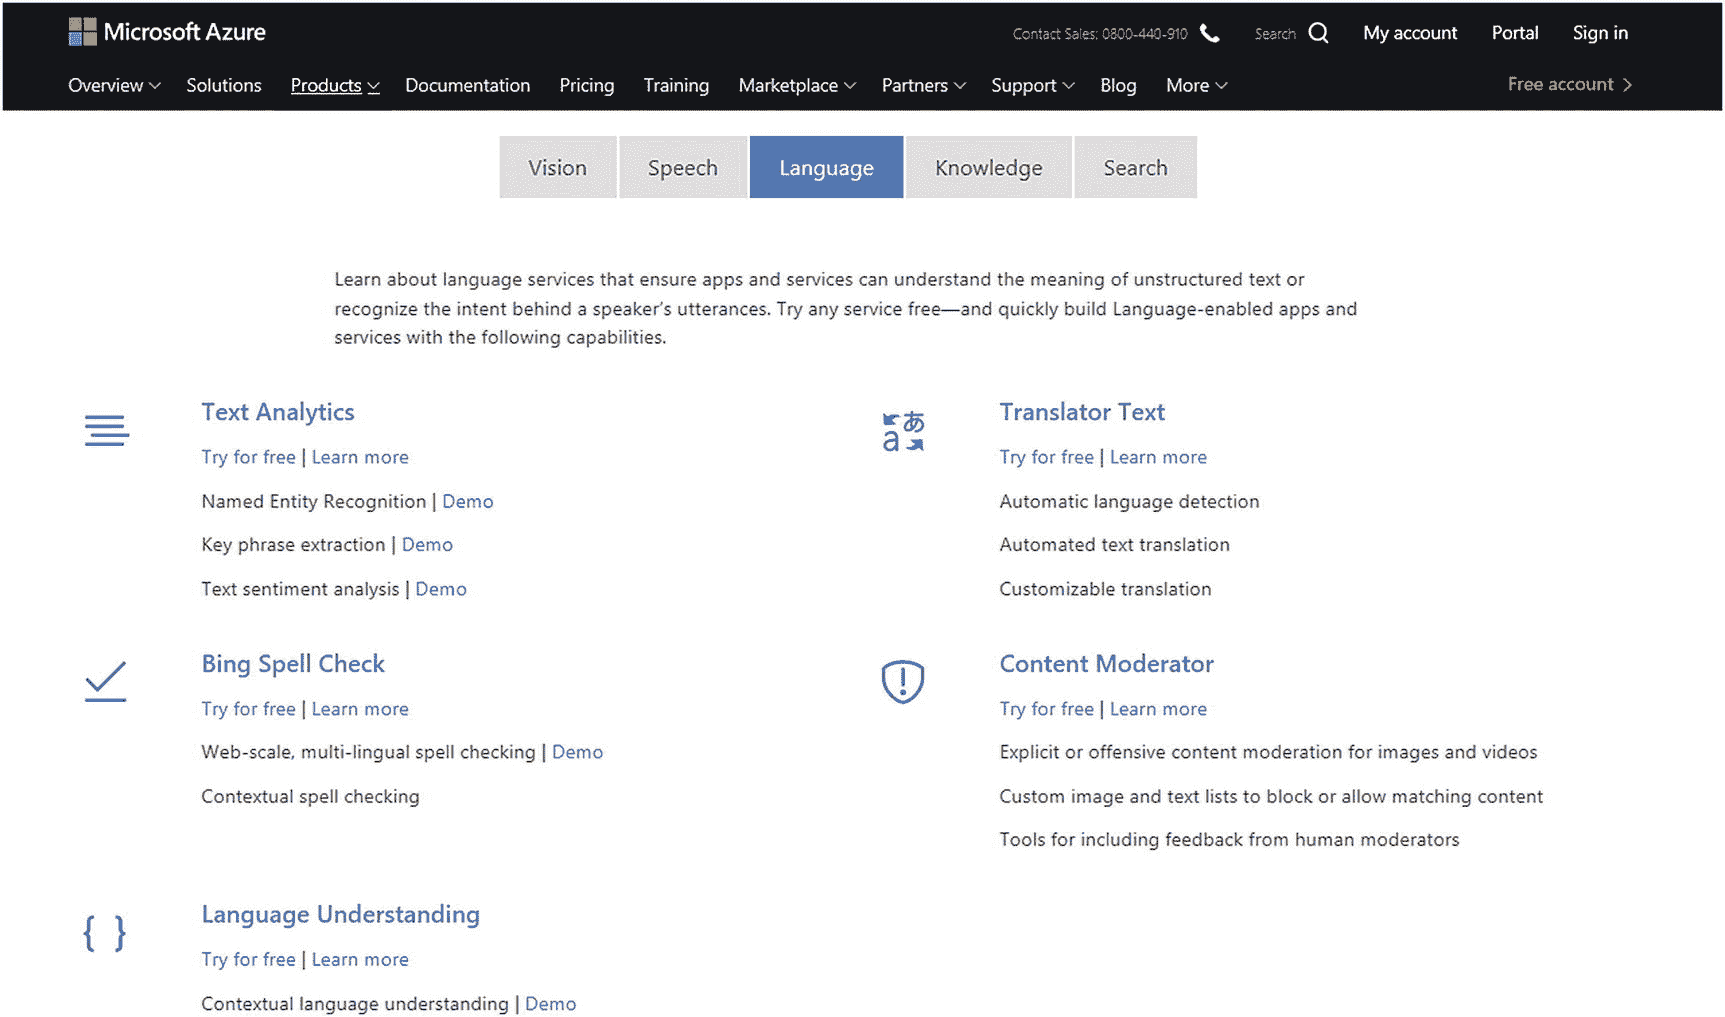 Microsoft Azure
Contact Sales: 0800-440-910
Search
My account
Portal
Sign in
Overview
Solutions
Products
Documentation
Pricing
Training
Marketplace
Partners
Support
Blog
More
Free account
Vision
Speech
Language
Knowledge
Search
Learn about language services that ensure apps and services can understand the meaning of unstructured text or
recognize the intent behind a speaker's utterances. Try any service free—and quickly build Language-enabled apps and
services with the following capabilities.
Text Analytics
Try for free | Learn more
Named Entity Recognition | Demo
Key phrase extraction | Demo
Text sentiment analysis | Demo
a あ
Translator Text
Try for free | Learn more
Automatic language detection
Automated text translation
Customizable translation
Bing Spell Check
Try for free | Learn more
Web-scale, multi-lingual spell checking | Demo
Contextual spell checking
Content Moderator
Try for free | Learn more
Explicit or offensive content moderation for images and videos
Custom image and text lists to block or allow matching content
Tools for including feedback from human moderators
{ }
Language Understanding
Try for free | Learn more
Contextual language understanding | Demo